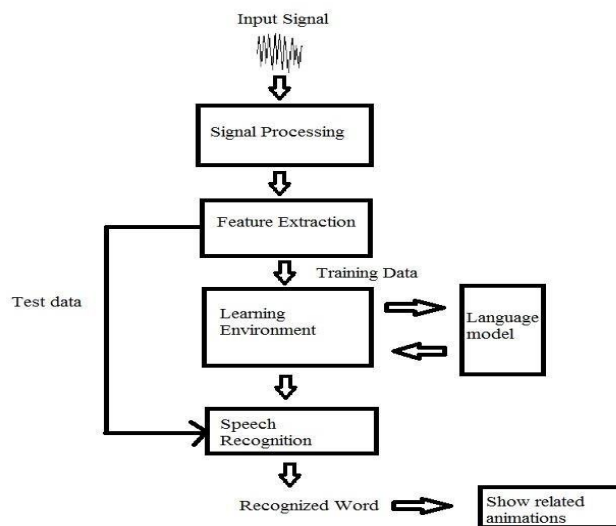 Input Signal
Signal Processing
Feature Extraction
Training Data
Test data
Learning
Environment
Language
model
Speech
Recognition
Recognized Word
Show related
animations